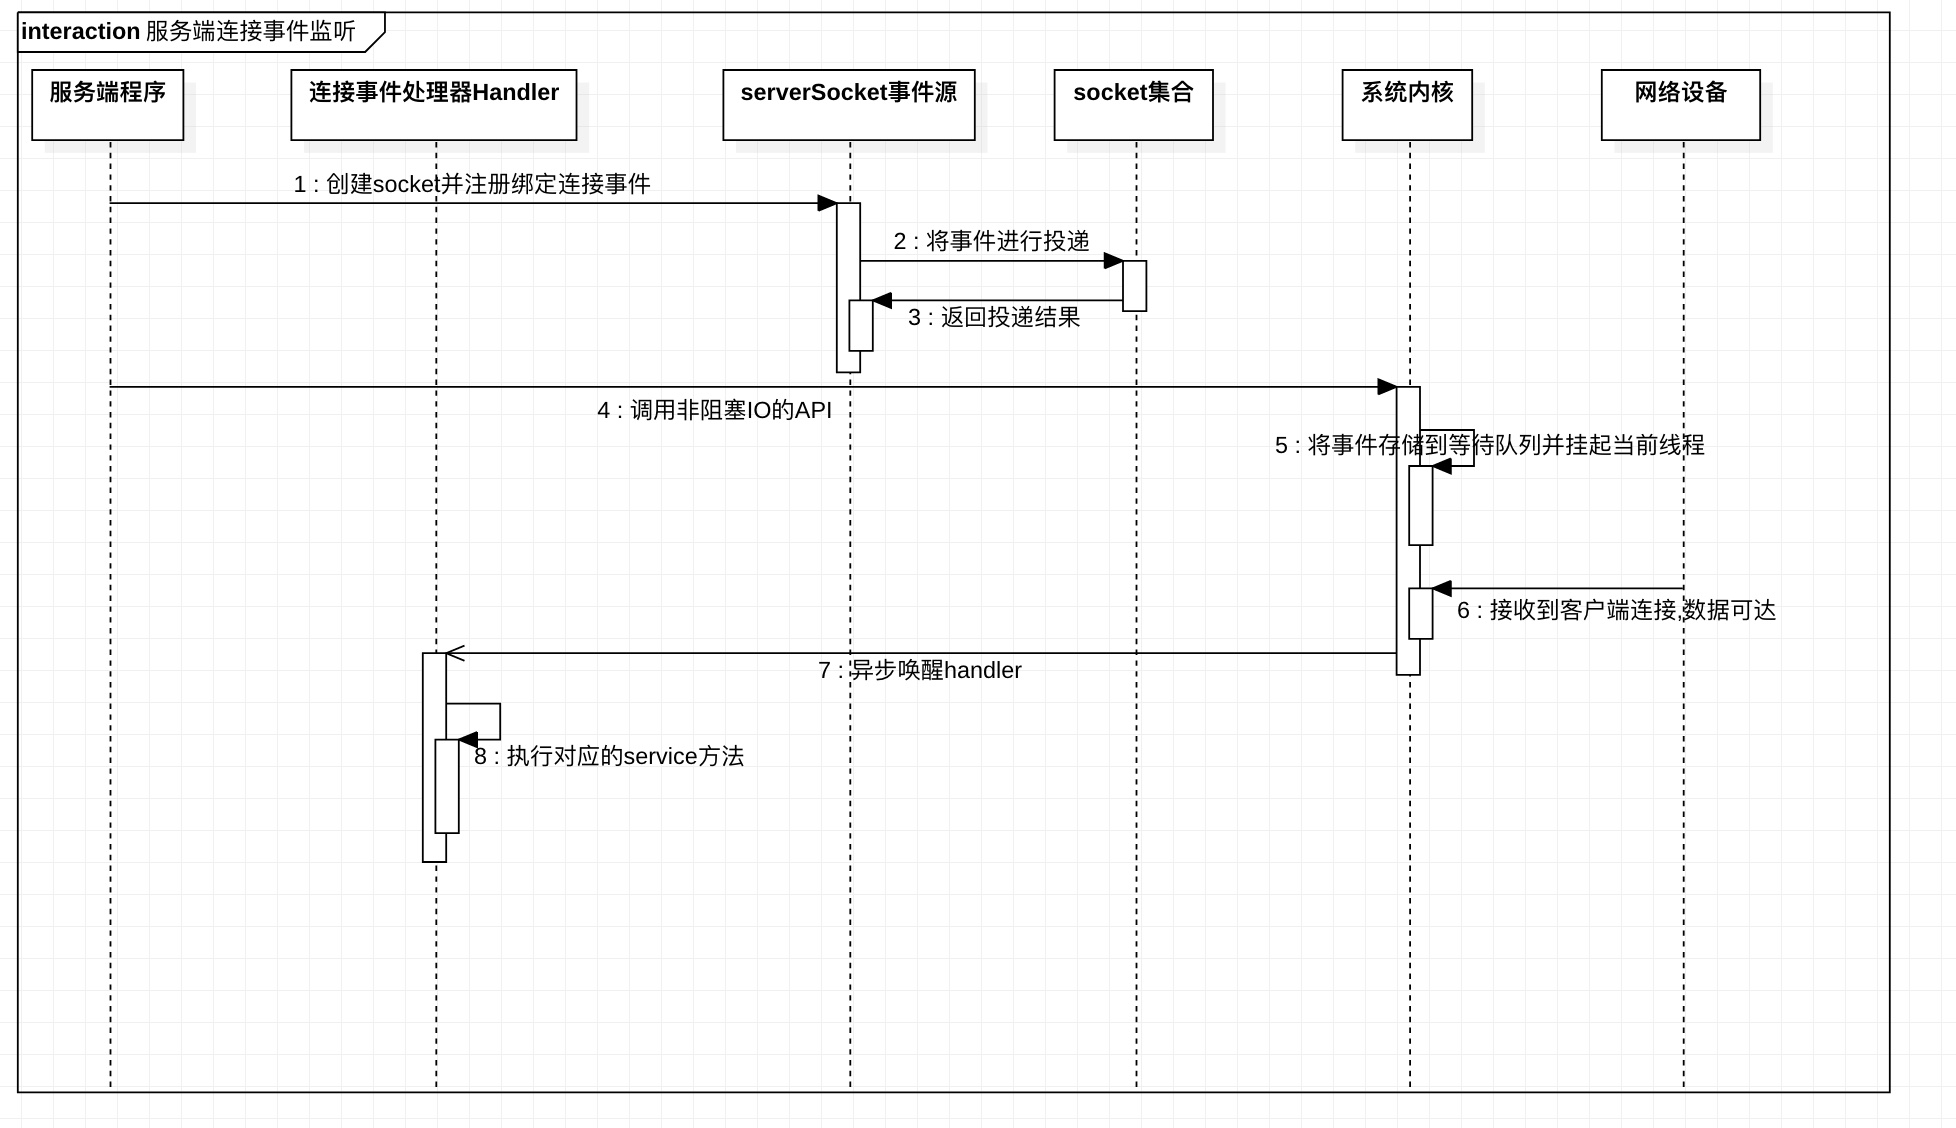 interaction 服务端连接事件监听
服务端程序
连接事件处理器Handler
serverSocket事件源
socket集合
系统内核
网络设备
1 : 创建socket并注册绑定连接事件
2 : 将事件进行投递
3 : 返回投递结果
4 : 调用非阻塞IO的API
5 : 将事件存储到等待队列并挂起当前线程
6 : 接收到客户端连接,数据可达
7 : 异步唤醒handler
8 : 执行对应的service方法